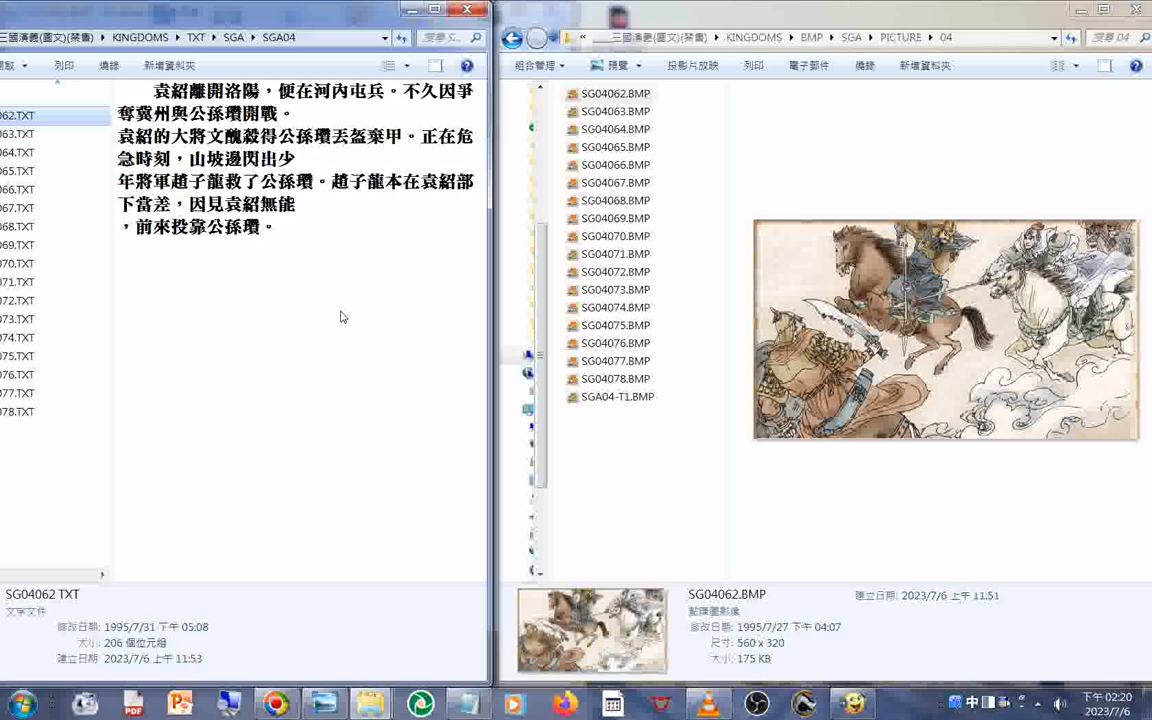 三國演義(圖文)(禁售) KINGDOMS TXT SGA SGA04
列印 燒錄 新增資料夾
062.TXT
063.TXT
064.TXT
065.TXT
066.TXT
067.TXT
068.TXT
069.TXT
070.TXT
071.TXT
072.TXT
073.TXT
074.TXT
075.TXT
076.TXT
077.TXT
078.TXT
袁紹離開洛陽，便在河內屯兵。不久因爭
奪冀州與公孫瓚開戰。
袁紹的大將文醜殺得公孫瓚丟盔棄甲。正在危
急時刻，山坡邊閃出少
年將軍趙子龍救了公孫瓚。趙子龍本在袁紹部
下當差，因見袁紹無能
，前來投靠公孫瓚。
SG04062 TXT
文字文件
修改日期: 1995/7/31 下午 05:08
大小: 206 個位元組
建立日期: 2023/7/6 上午 11:53
三國演義(圖文)(禁售) KINGDOMS BMP SGA PICTURE 04
搜尋 04
組合管理 預覽 投影片放映 列印 電子郵件 燒錄 新增資料夾
SG04062.BMP
SG04063.BMP
SG04064.BMP
SG04065.BMP
SG04066.BMP
SG04067.BMP
SG04068.BMP
SG04069.BMP
SG04070.BMP
SG04071.BMP
SG04072.BMP
SG04073.BMP
SG04074.BMP
SG04075.BMP
SG04076.BMP
SG04077.BMP
SG04078.BMP
SGA04-T1.BMP
SG04062.BMP
點陣圖影像
修改日期: 1995/7/27 下午 04:07
尺寸: 560 x 320
大小: 175 KB
建立日期: 2023/7/6 上午 11:51
PDF
中
下午 02:20
2023/7/6